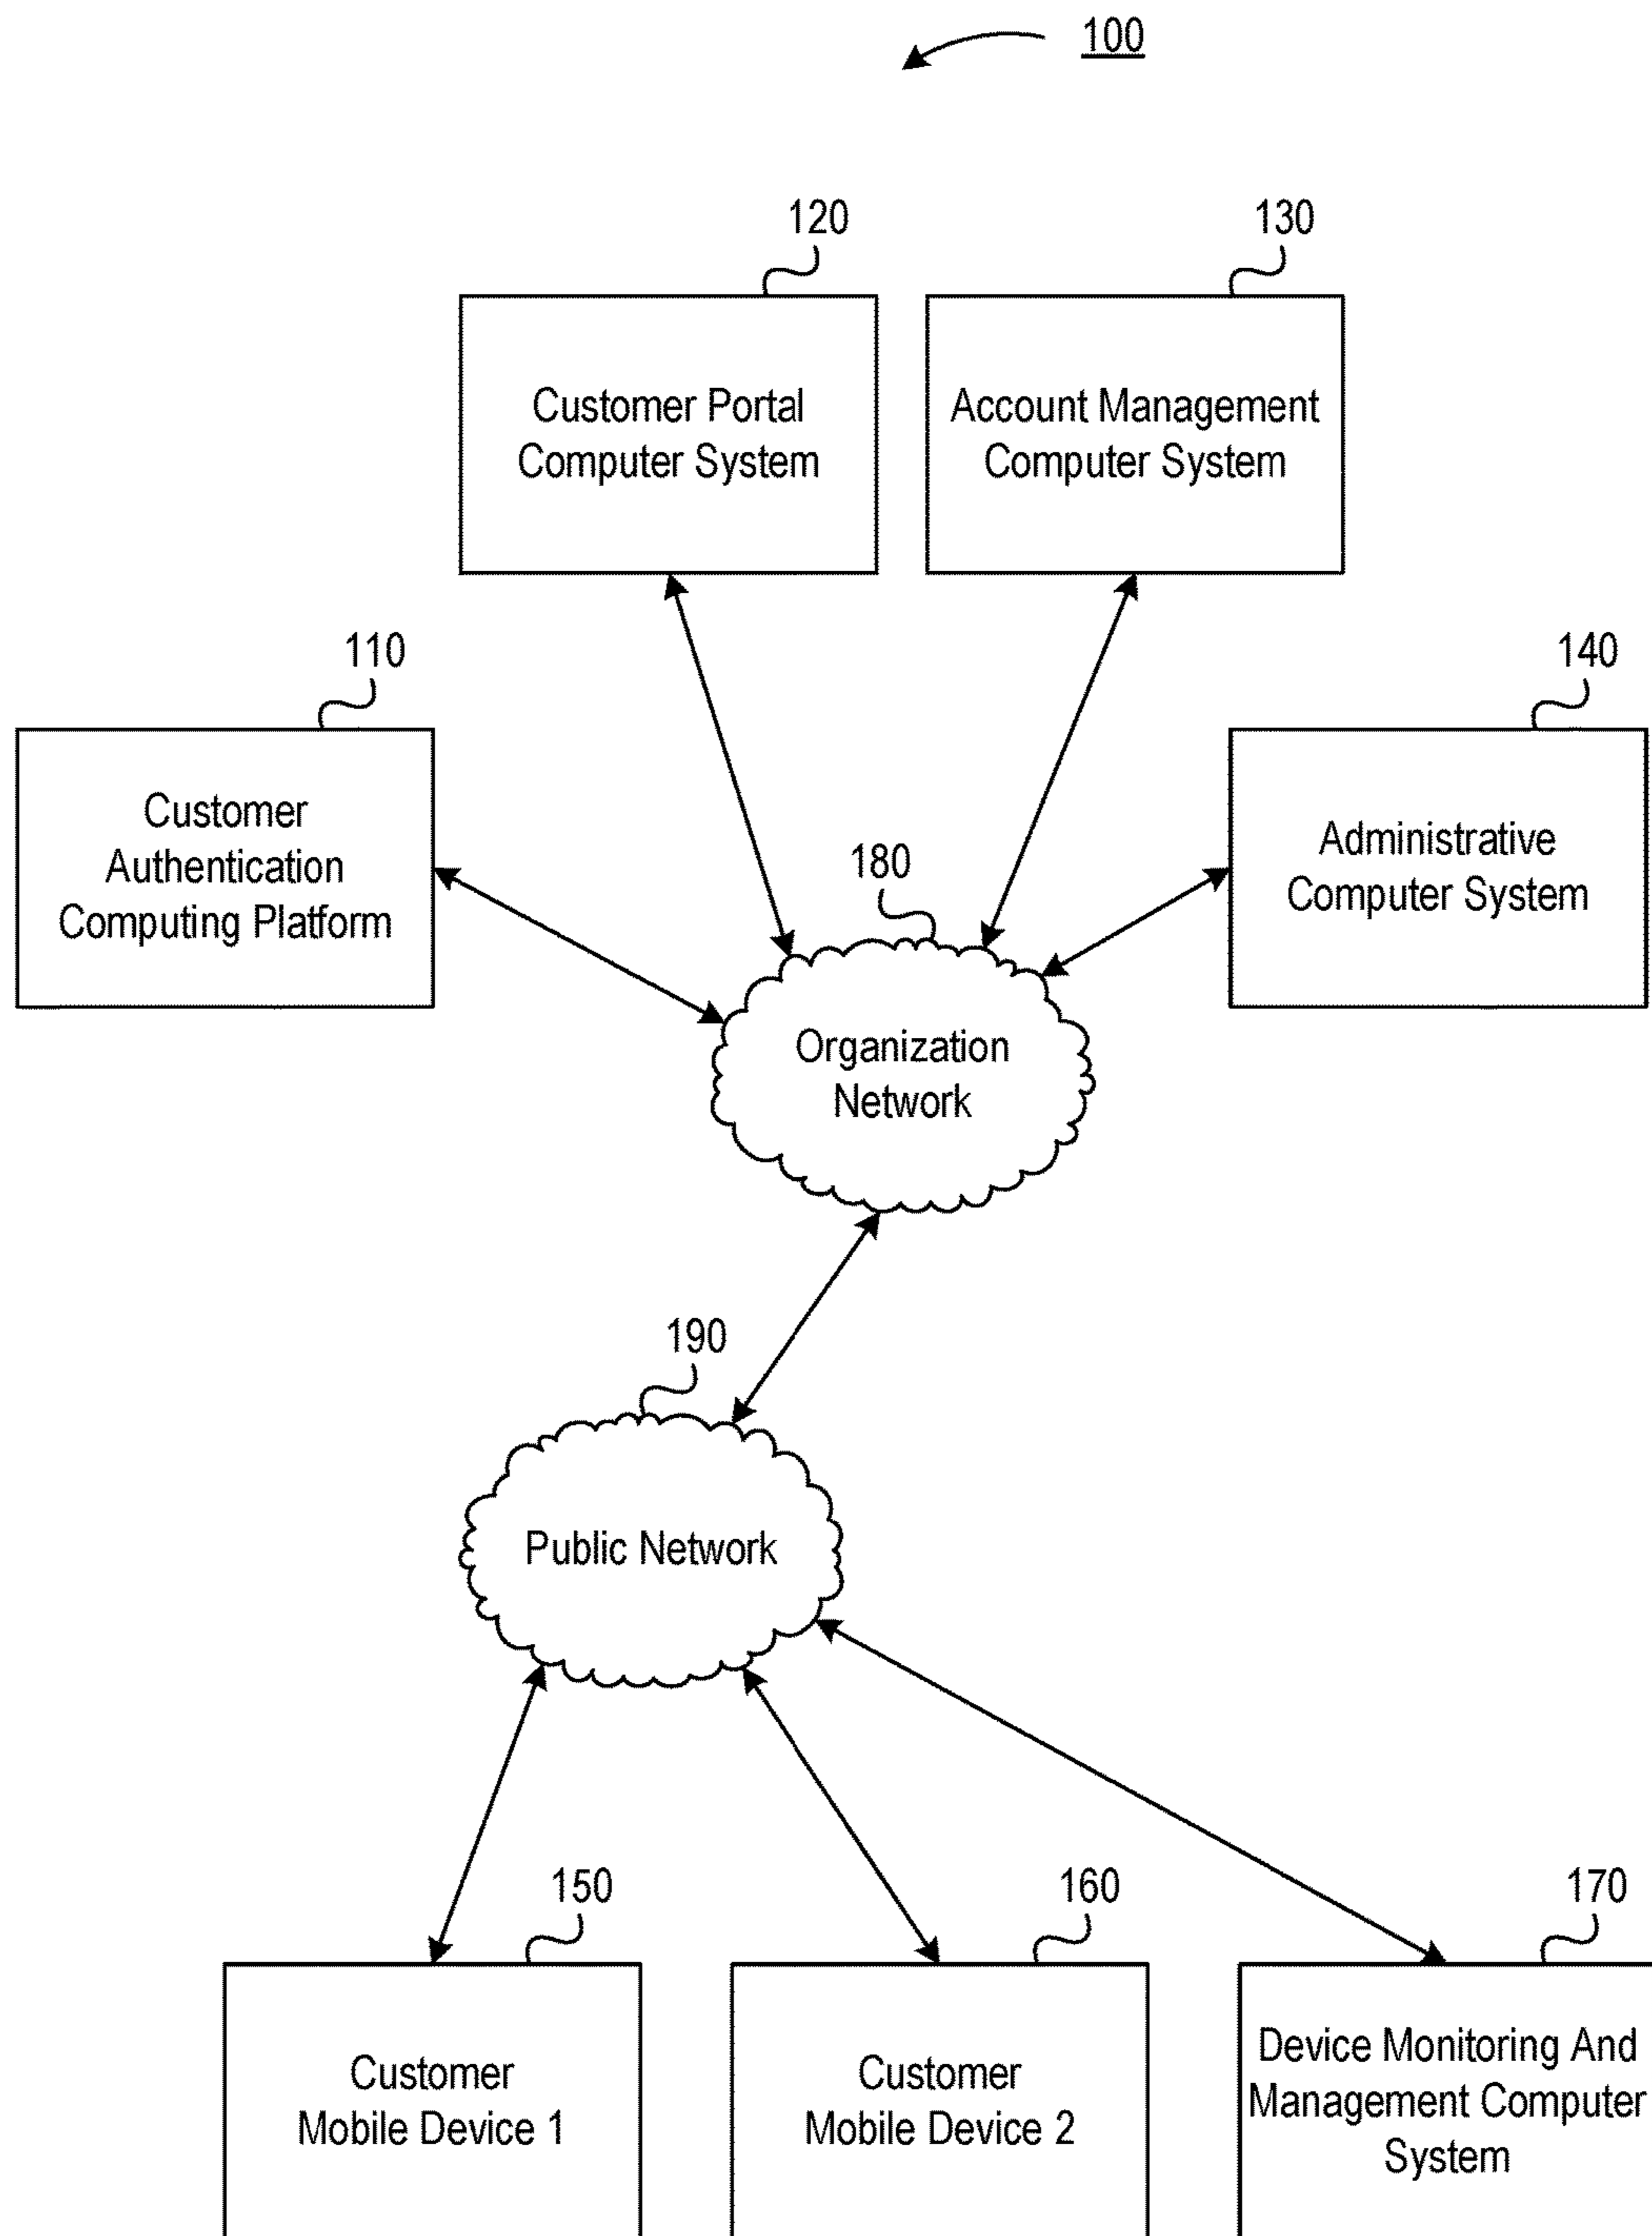 100
120
130
Customer Portal
Computer System
Account Management
Computer System
110
140
Customer
Authentication
Computing Platform
Administrative
Computer System
180
Organization
Network
190
Public Network
150
160
170
Customer
Mobile Device 1
Customer
Mobile Device 2
Device Monitoring And
Management Computer
System